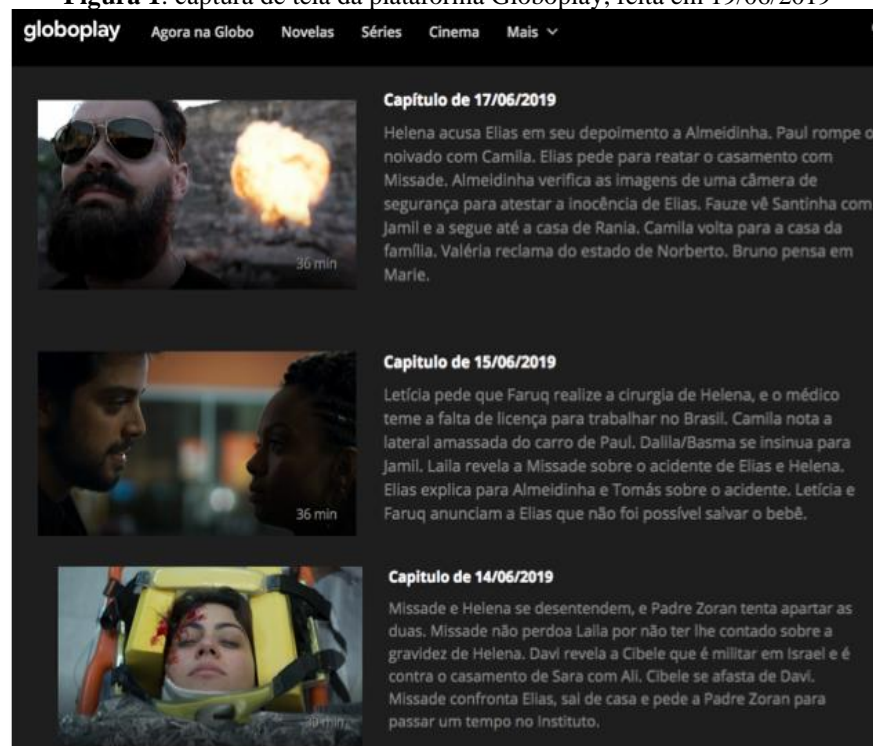 Figura 1: captura de tela da plataforma Globoplay, feita em 19/06/2019
globoplay Agora na Globo Novelas Séries Cinema Mais
Capítulo de 17/06/2019
Helena acusa Elias em seu depoimento a Almeidinha. Paul rompe o
noivado com Camila. Elias pede para reatar o casamento com
Missade. Almeidinha verifica as imagens de uma câmera de
segurança para atestar a inocência de Elias. Fauze vê Santinha com
Jamil e a segue até a casa de Rania. Camila volta para a casa da
família. Valéria reclama do estado de Norberto. Bruno pensa em
Marie.
36 min
Capitulo de 15/06/2019
Letícia pede que Faruq realize a cirurgia de Helena, e o médico
teme a falta de licença para trabalhar no Brasil. Camila nota a
lateral amassada do carro de Paul. Dalila/Basma se insinua para
Jamil. Laila revela a Missade sobre o acidente de Elias e Helena.
Elias explica para Almeidinha e Tomás sobre o acidente. Letícia e
Faruq anunciam a Elias que não foi possível salvar o bebê.
36 min
Capitulo de 14/06/2019
Missade e Helena se desentendem, e Padre Zoran tenta apartar as
duas. Missade não perdoa Laila por não ter lhe contado sobre a
gravidez de Helena. Davi revela a Cibele que é militar em Israel e é
contra o casamento de Sara com Ali. Cibele se afasta de Davi.
Missade confronta Elias, sai de casa e pede a Padre Zoran para
passar um tempo no Instituto.
min